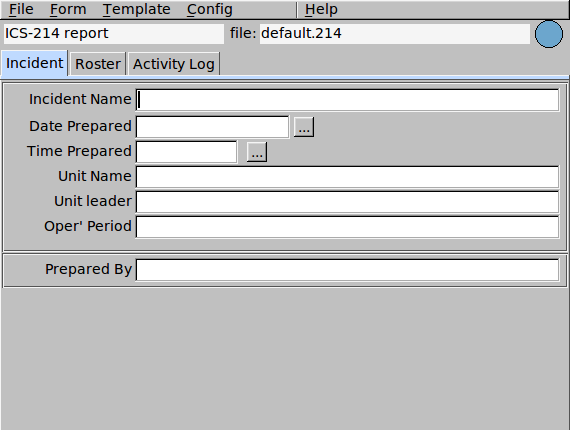 File Form Template Config Help
ICS-214 report file: default.214
Incident Roster Activity Log
Incident Name
Date Prepared ...
Time Prepared ...
Unit Name
Unit leader
Oper' Period
Prepared By